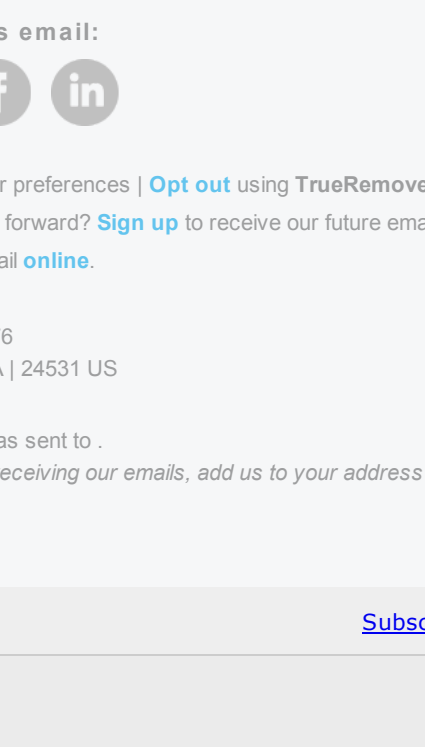 s email:
f in
r preferences | Opt out using TrueRemove
forward? Sign up to receive our future ema
ail online.
6
| 24531 US
as sent to .
eceiving our emails, add us to your address
Subsc